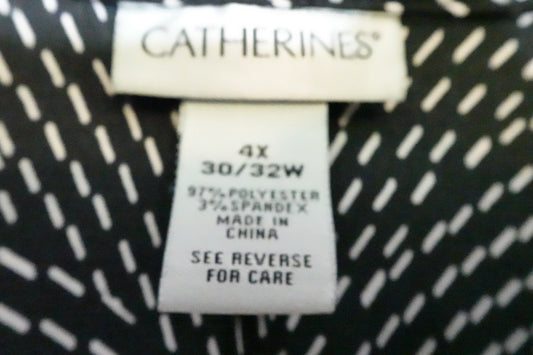 CATHERINES®
4X
30/32W
97% POLYESTER
3% SPANDEX
MADE IN
CHINA
SEE REVERSE
FOR CARE